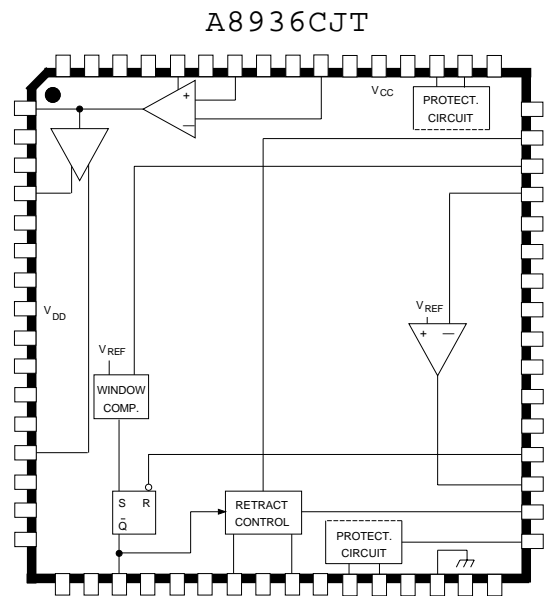 A8936CJT
VCC
PROTECT.
CIRCUIT
+
—
VDD
VREF
+ —
VREF
WINDOW
COMP.
S R
Q̄
RETRACT
CONTROL
PROTECT.
CIRCUIT